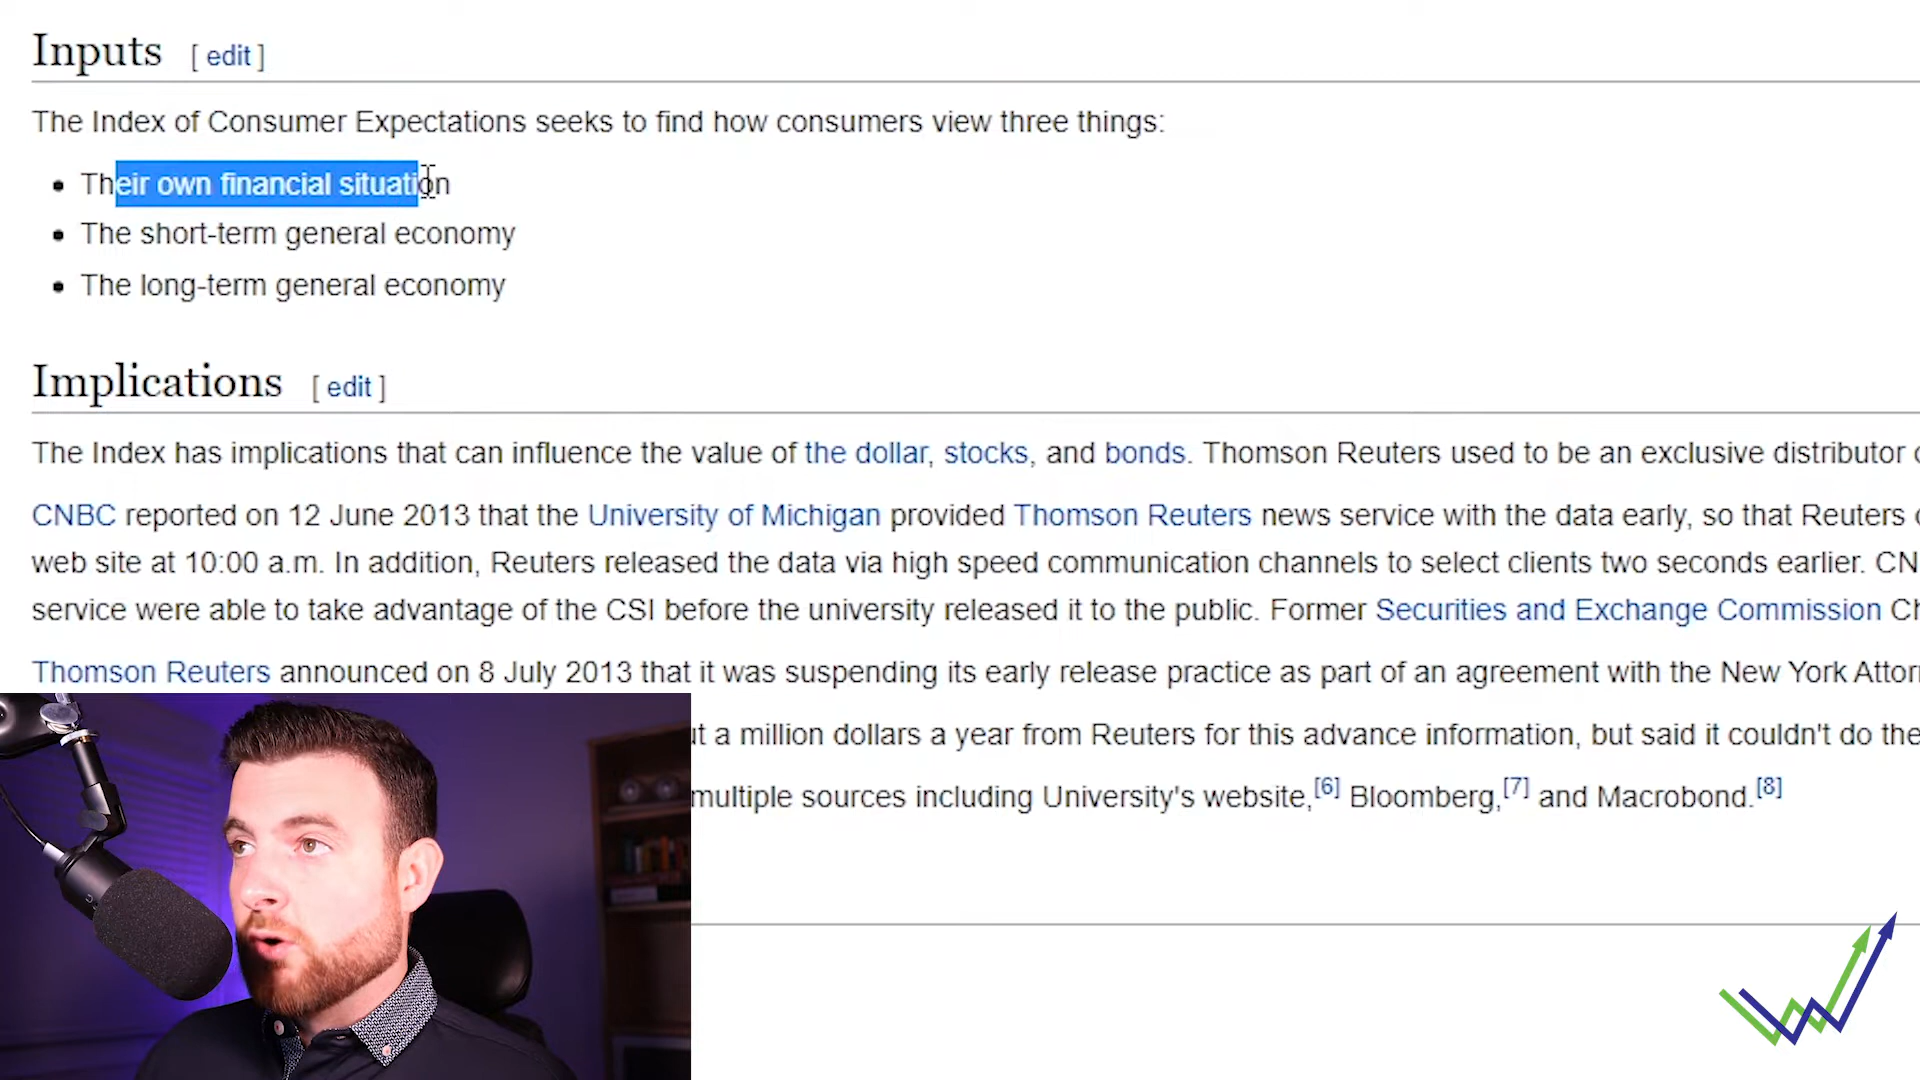 Inputs [ edit ]
The Index of Consumer Expectations seeks to find how consumers view three things:
• Their own financial situation
• The short-term general economy
• The long-term general economy
Implications [ edit ]
The Index has implications that can influence the value of the dollar, stocks, and bonds. Thomson Reuters used to be an exclusive distributor
CNBC reported on 12 June 2013 that the University of Michigan provided Thomson Reuters news service with the data early, so that Reuters
web site at 10:00 a.m. In addition, Reuters released the data via high speed communication channels to select clients two seconds earlier. CN
service were able to take advantage of the CSI before the university released it to the public. Former Securities and Exchange Commission Ch
Thomson Reuters announced on 8 July 2013 that it was suspending its early release practice as part of an agreement with the New York Attor
a million dollars a year from Reuters for this advance information, but said it couldn't do the
multiple sources including University's website,[6] Bloomberg,[7] and Macrobond.[8]